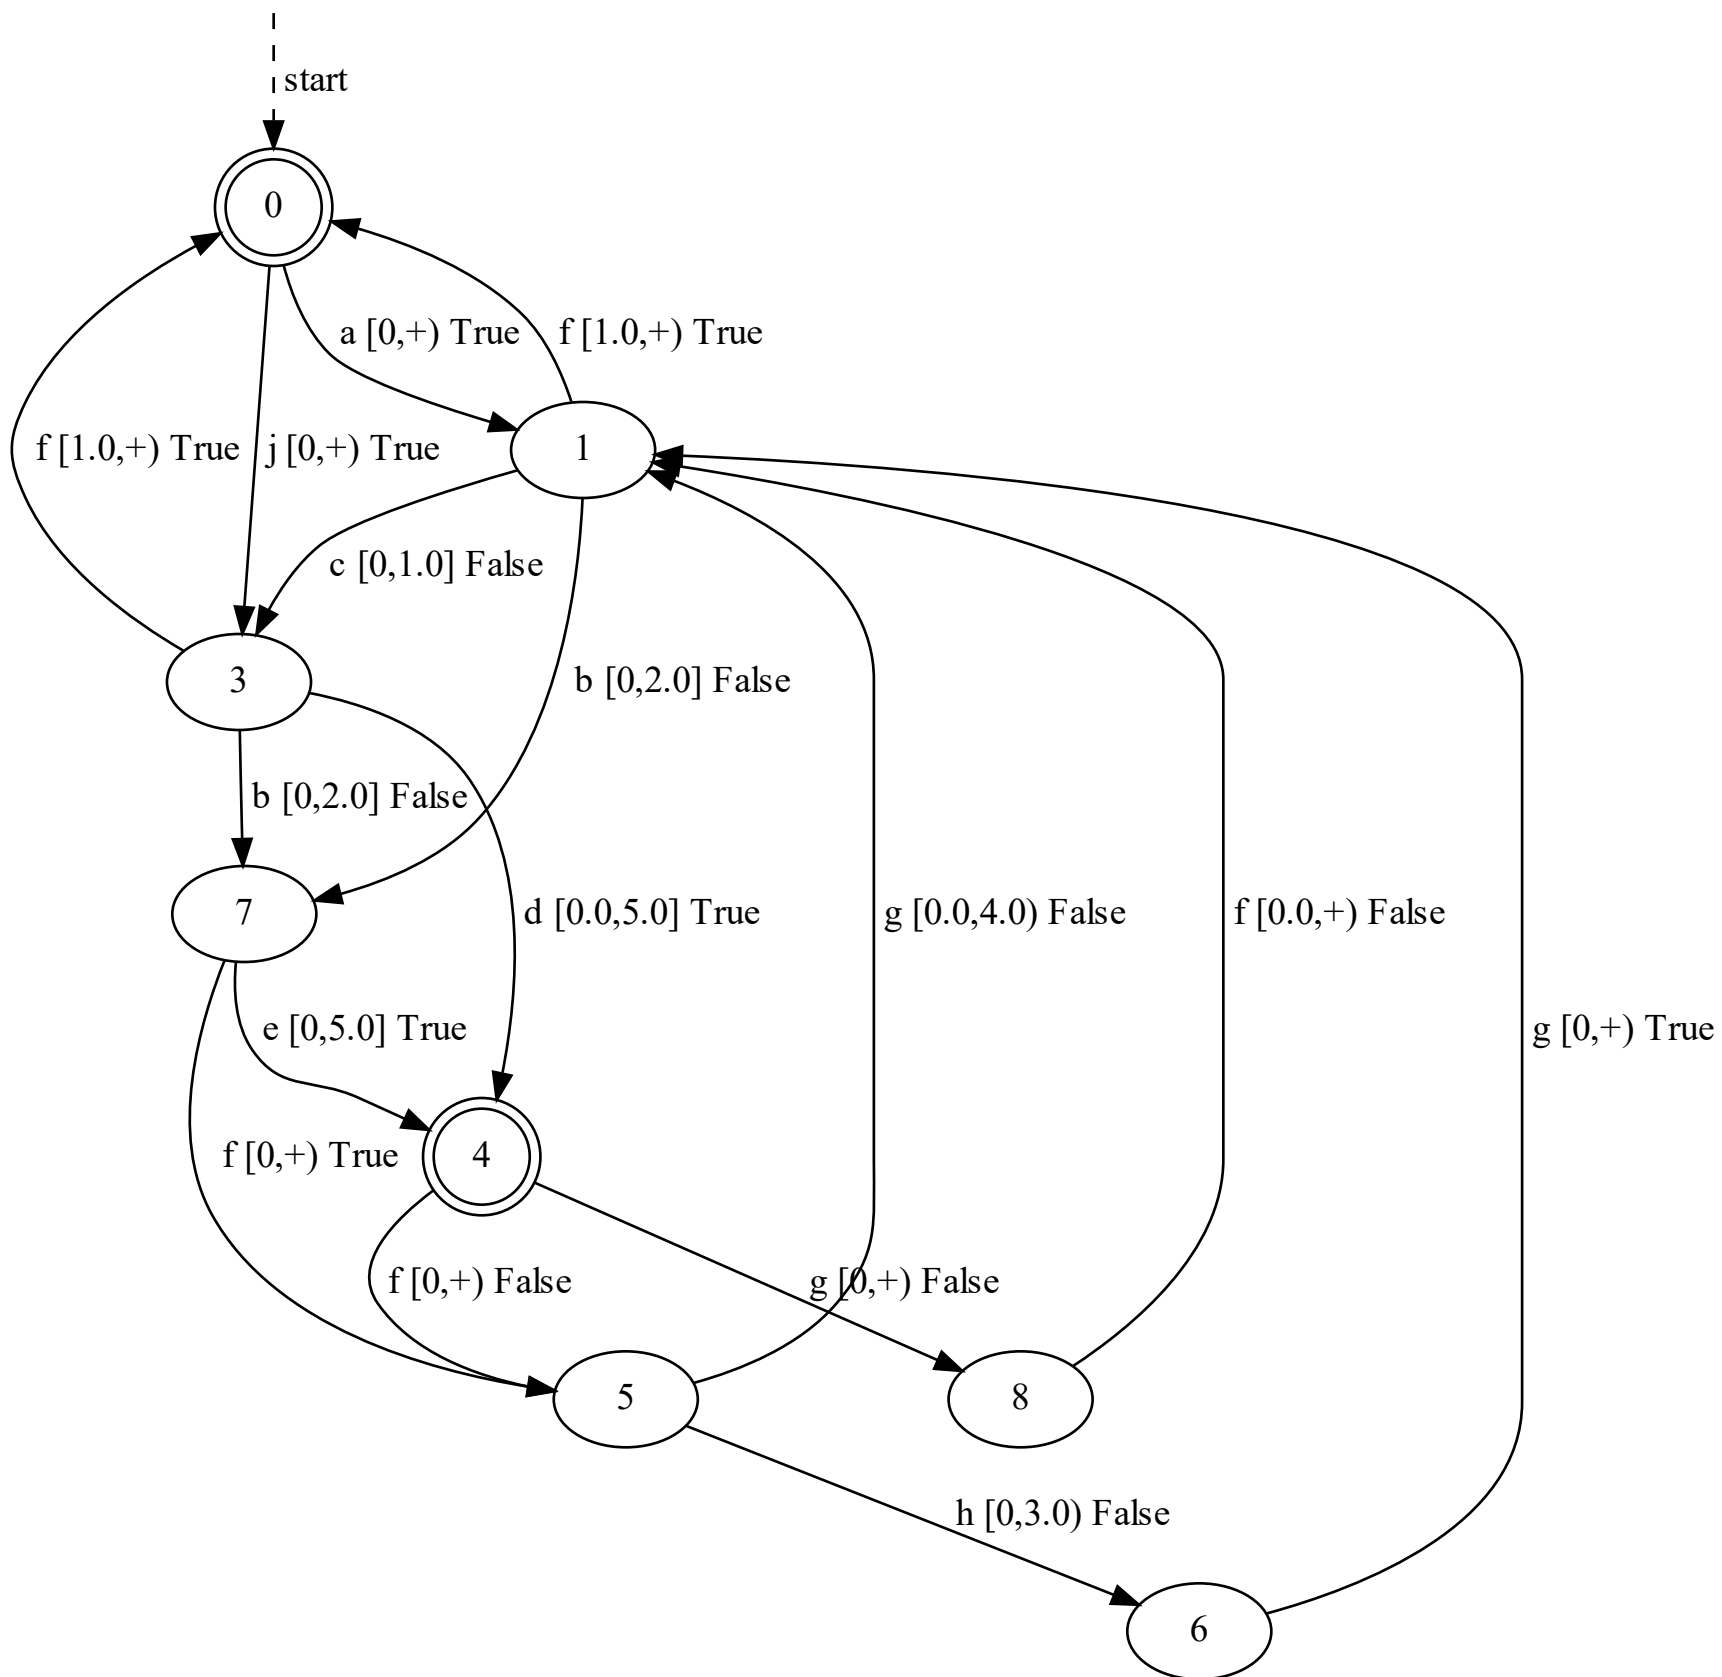 start
0
a [0,+) True
f [1.0,+) True
f [1.0,+) True
j [0,+) True
1
c [0,1.0] False
3
b [0,2.0] False
b [0,2.0] False
7
d [0.0,5.0] True
g [0.0,4.0) False
f [0.0,+) False
e [0,5.0] True
g [0,+) True
f [0,+) True
4
f [0,+) False
g [0,+) False
5
8
h [0,3.0) False
6